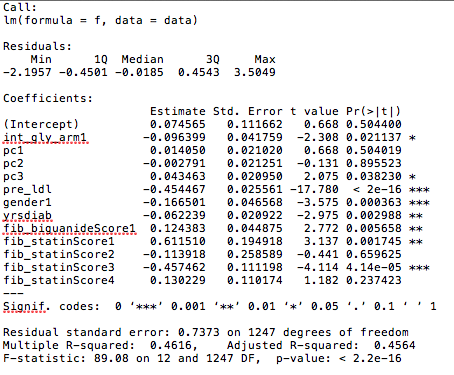 Call:
lm(formula = f, data = data)
Residuals:
Min 1Q Median 3Q Max
-2.1957 -0.4501 -0.0185 0.4543 3.5049
Coefficients:
Estimate Std. Error t value Pr(>|t|)
(Intercept) 0.074565 0.111662 0.668 0.504400
int_gly_arm1 -0.096399 0.041759 -2.308 0.021137 *
pc1 0.014050 0.021020 0.668 0.504019
pc2 -0.002791 0.021251 -0.131 0.895523
pc3 0.043463 0.020950 2.075 0.038230 *
pre_ldl -0.454467 0.025561 -17.780 < 2e-16 ***
gender1 -0.166501 0.046568 -3.575 0.000363 ***
yrsdiab -0.062239 0.020922 -2.975 0.002988 **
fib_biguanideScore1 0.124383 0.044875 2.772 0.005658 **
fib_statinScore1 0.611510 0.194918 3.137 0.001745 **
fib_statinScore2 -0.113918 0.258589 -0.441 0.659625
fib_statinScore3 -0.457462 0.111198 -4.114 4.14e-05 ***
fib_statinScore4 0.130229 0.110174 1.182 0.237423
---
Signif. codes: 0 ‘***’ 0.001 ‘**’ 0.01 ‘*’ 0.05 ‘.’ 0.1 ‘ ’ 1
Residual standard error: 0.7373 on 1247 degrees of freedom
Multiple R-squared: 0.4616, Adjusted R-squared: 0.4564
F-statistic: 89.08 on 12 and 1247 DF, p-value: < 2.2e-16